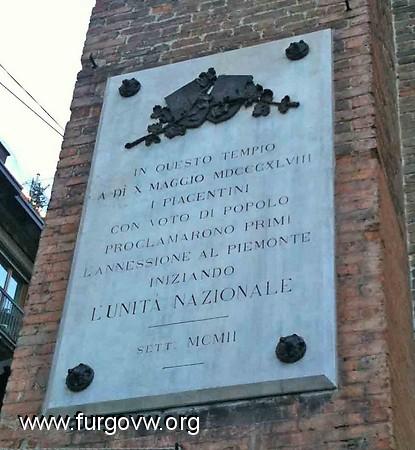 IN QUESTO TEMPIO
A DÌ X MAGGIO MDCCCXLVIII
I PIACENTINI
CON VOTO DI POPOLO
PROCLAMARONO PRIMI
L'ANNESSIONE AL PIEMONTE
INIZIANDO
L'UNITÀ NAZIONALE
SETT. MCMII
www.furgovw.org